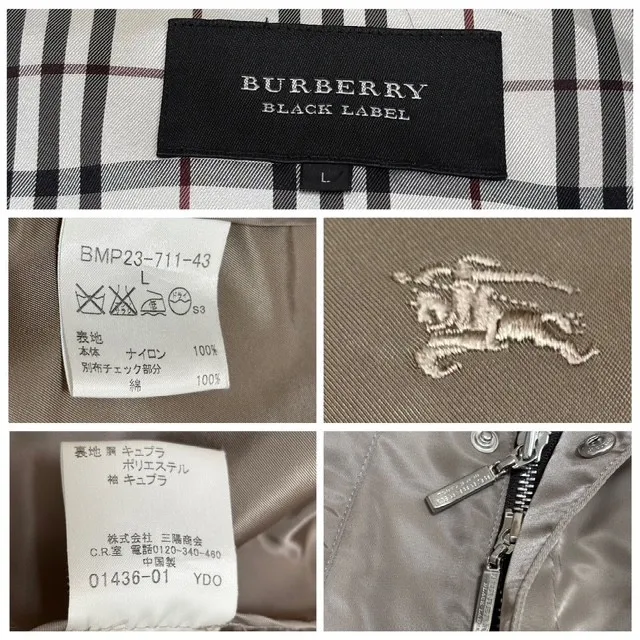 BURBERRY
BLACK LABEL
L
BMP23-711-43
L
ドライ
S3
表地
本体 ナイロン 100%
別布チェック部分
綿 100%
裏地 胴 キュプラ
ポリエステル
袖 キュプラ
株式会社 三陽商会
C.R.室 電話0120-340-460
中国製
01436-01 YDO